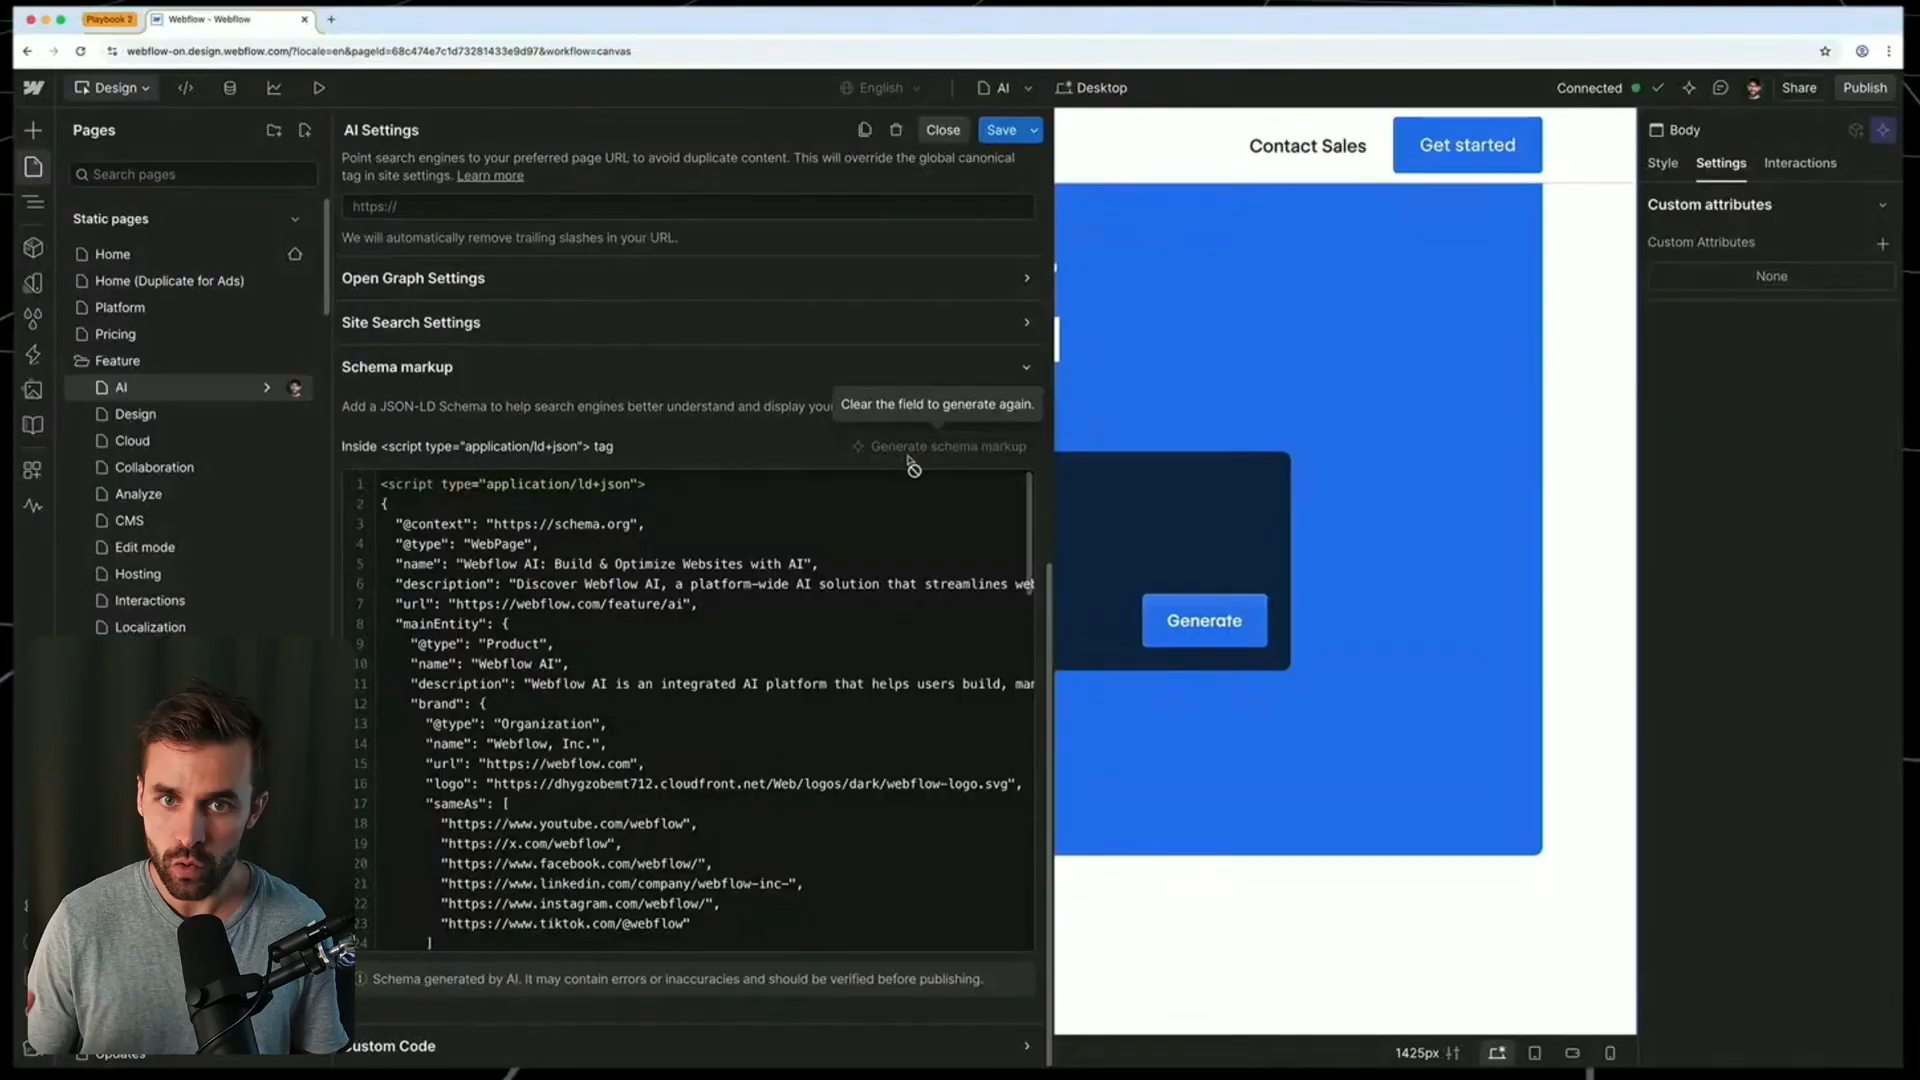 Playbook 2
Webflow - Webflow
webflow-on.design.webflow.com/?locale=en&pageId=68c474e7c1d73281433e9d97&workflow=canvas
Design
English
AI
Desktop
Connected
Share
Publish
Pages
Search pages
Static pages
Home
Home (Duplicate for Ads)
Platform
Pricing
Feature
AI
Design
Cloud
Collaboration
Analyze
CMS
Edit mode
Hosting
Interactions
Localization
Updates
AI Settings
Close
Save
Point search engines to your preferred page URL to avoid duplicate content. This will override the global canonical
tag in site settings. Learn more
https://
We will automatically remove trailing slashes in your URL.
Open Graph Settings
Site Search Settings
Schema markup
Add a JSON-LD Schema to help search engines better understand and display your
Clear the field to generate again.
Inside <script type="application/ld+json"> tag
Generate schema markup
1 <script type="application/ld+json">
2 {
3 "@context": "https://schema.org",
4 "@type": "WebPage",
5 "name": "Webflow AI: Build & Optimize Websites with AI",
6 "description": "Discover Webflow AI, a platform-wide AI solution that streamlines web
7 "url": "https://webflow.com/feature/ai",
8 "mainEntity": {
9 "@type": "Product",
10 "name": "Webflow AI",
11 "description": "Webflow AI is an integrated AI platform that helps users build, man
12 "brand": {
13 "@type": "Organization",
14 "name": "Webflow, Inc.",
15 "url": "https://webflow.com",
16 "logo": "https://dhygzobemt712.cloudfront.net/Web/logos/dark/webflow-logo.svg",
17 "sameAs": [
18 "https://www.youtube.com/webflow",
19 "https://x.com/webflow",
20 "https://www.facebook.com/webflow/",
21 "https://www.linkedin.com/company/webflow-inc-",
22 "https://www.instagram.com/webflow/",
23 "https://www.tiktok.com/@webflow"
24 ]
Schema generated by AI. It may contain errors or inaccuracies and should be verified before publishing.
Custom Code
Contact Sales
Get started
Generate
1425px
Body
Style
Settings
Interactions
Custom attributes
Custom Attributes
None